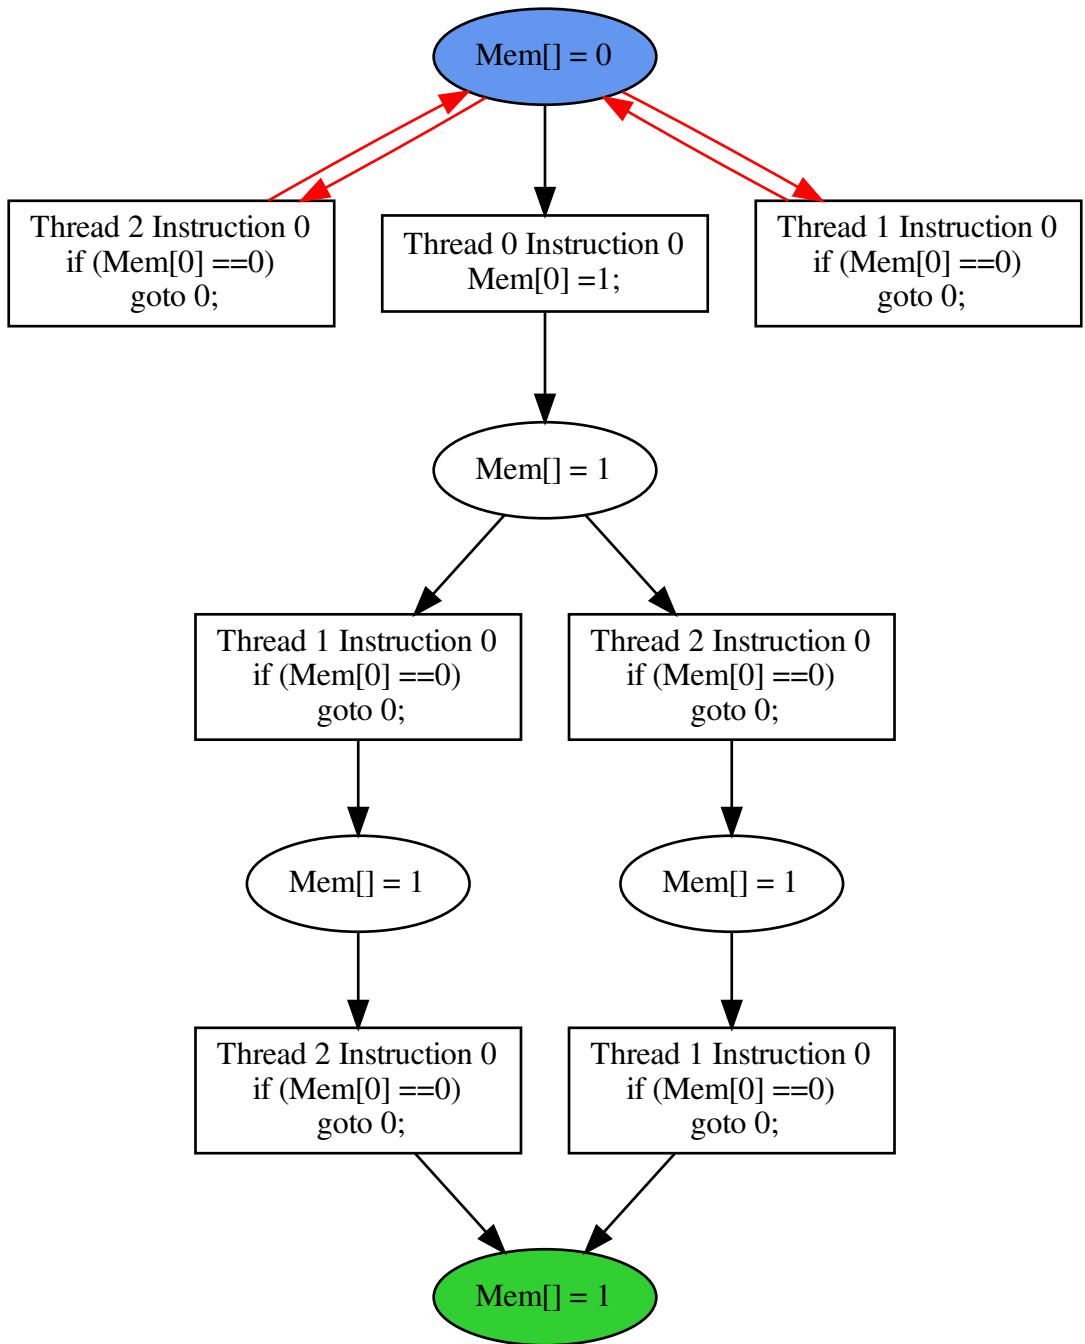 Mem[] = 0
Thread 2 Instruction 0
if (Mem[0] ==0)
goto 0;
Thread 0 Instruction 0
Mem[0] =1;
Thread 1 Instruction 0
if (Mem[0] ==0)
goto 0;
Mem[] = 1
Thread 1 Instruction 0
if (Mem[0] ==0)
goto 0;
Thread 2 Instruction 0
if (Mem[0] ==0)
goto 0;
Mem[] = 1
Mem[] = 1
Thread 2 Instruction 0
if (Mem[0] ==0)
goto 0;
Thread 1 Instruction 0
if (Mem[0] ==0)
goto 0;
Mem[] = 1